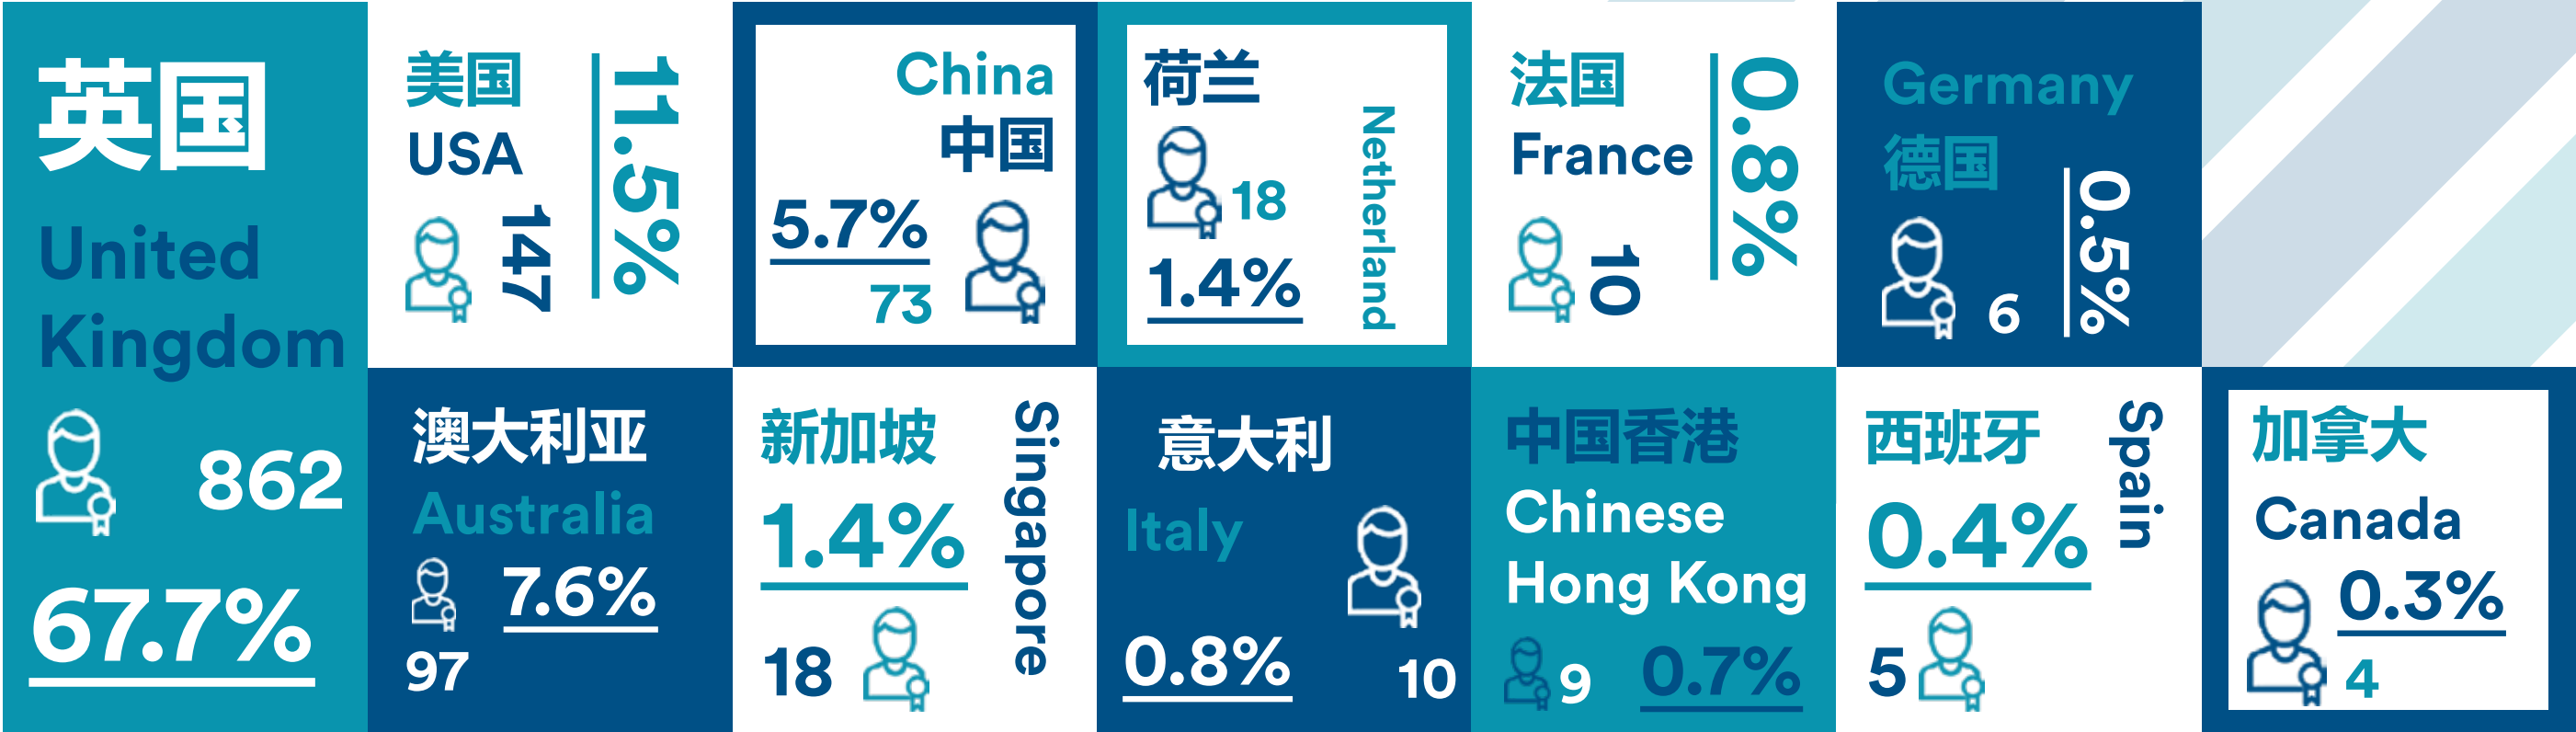 英国
United
Kingdom
862
67.7%
美国
USA
147
11.5%
China
中国
5.7%
73
荷兰
18
1.4%
Netherland
法国
France
10
0.8%
Germany
德国
6
0.5%
澳大利亚
Australia
7.6%
97
新加坡
1.4%
18
Singapore
意大利
Italy
0.8%
10
中国香港
Chinese
Hong Kong
9
0.7%
西班牙
0.4%
5
Spain
加拿大
Canada
0.3%
4